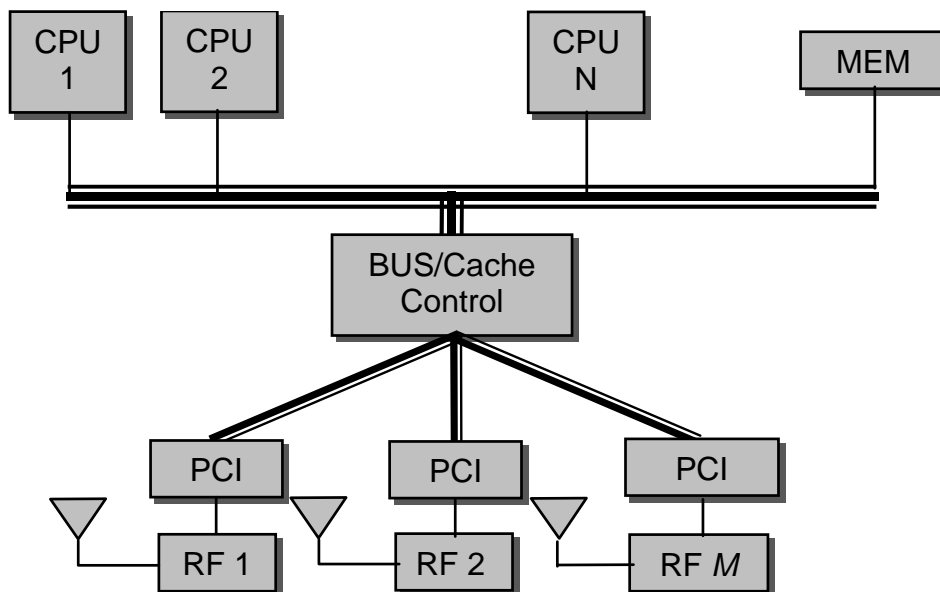 CPU
1
CPU
2
CPU
N
MEM
BUS/Cache
Control
PCI
PCI
PCI
RF 1
RF 2
RF M